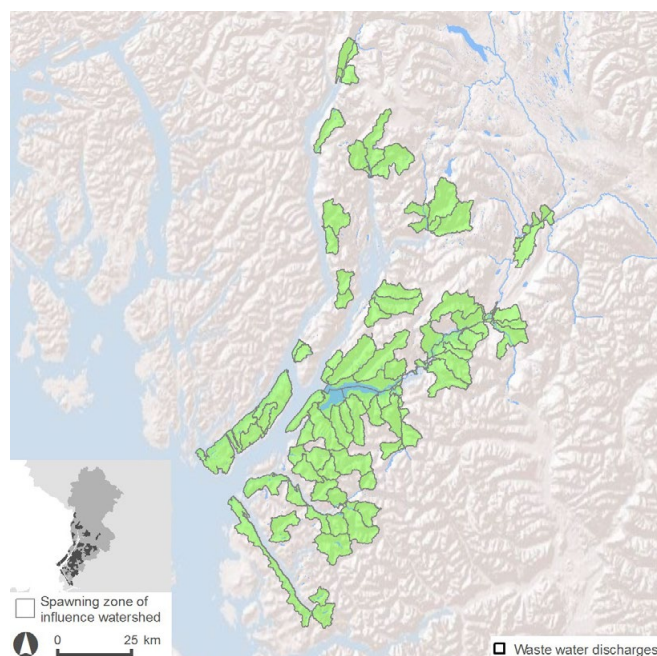 Spawning zone of
influence watershed
0 25 km
Waste water discharges